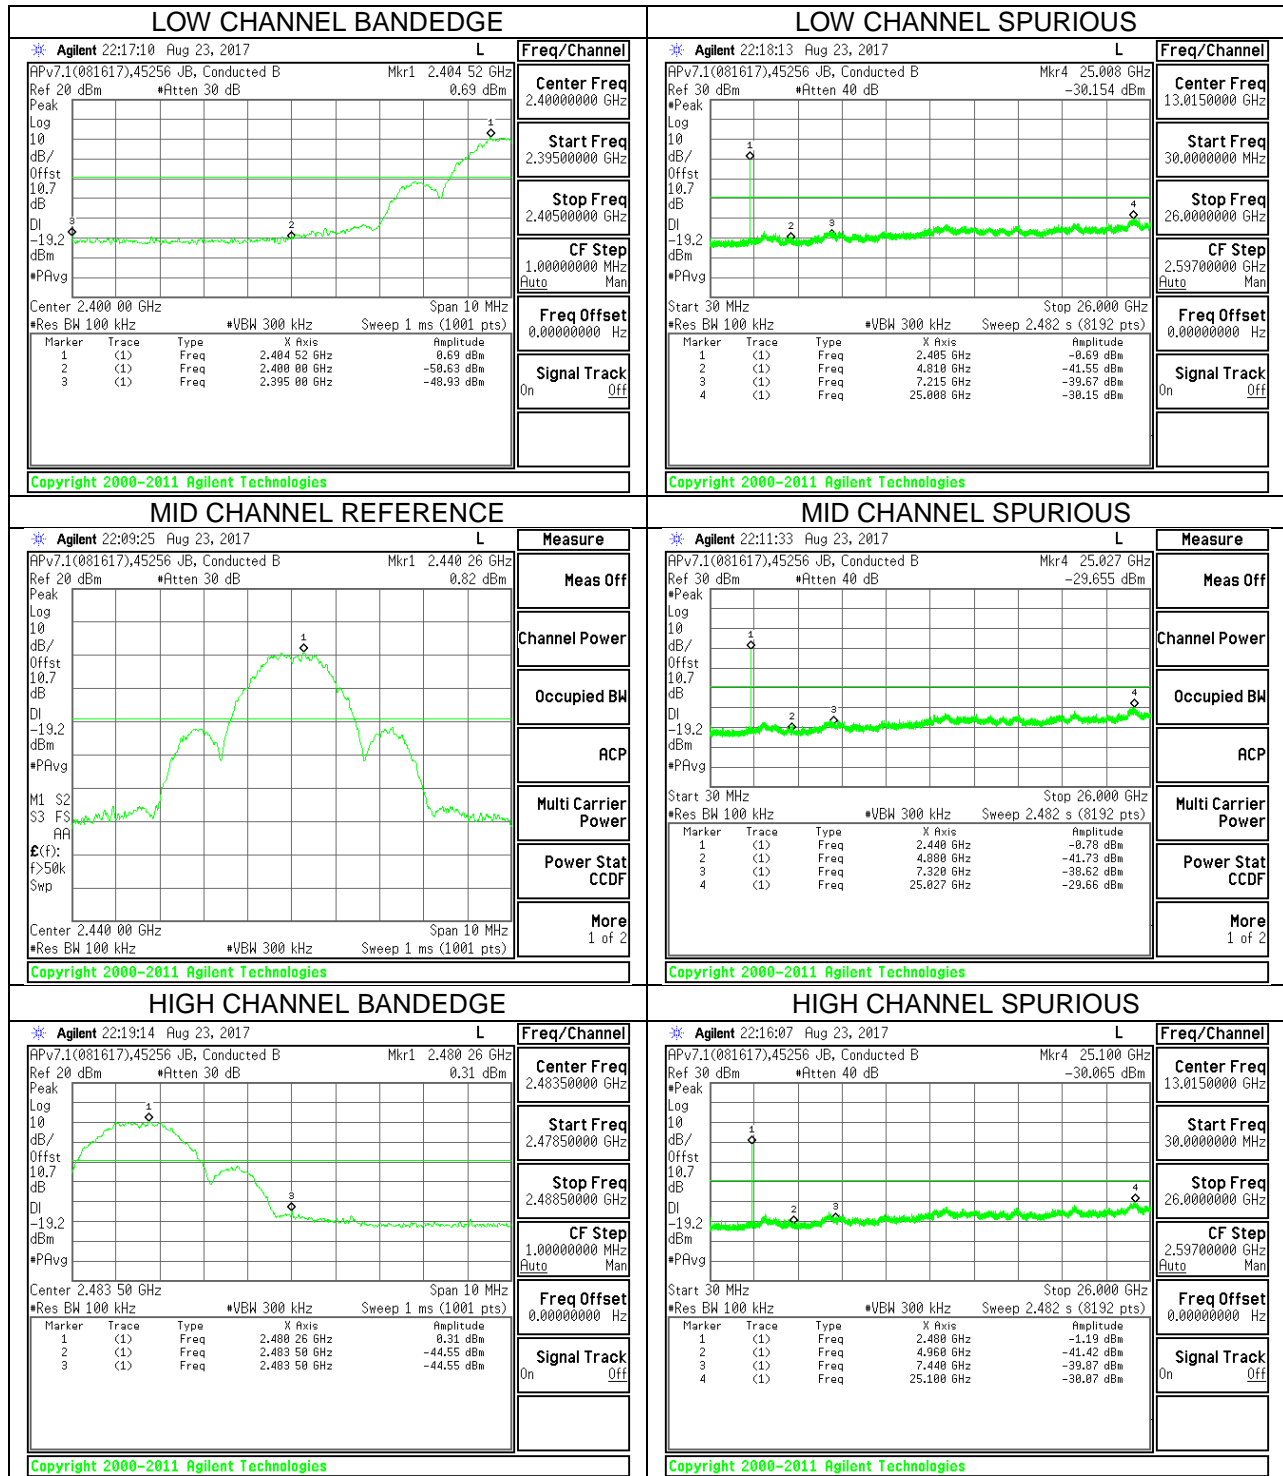 LOW CHANNEL BANDEDGE
Agilent 22:17:10 Aug 23, 2017 L
APv7.1(081617),45256 JB, Conducted B Mkr1 2.404 52 GHz
Ref 20 dBm #Atten 30 dB 0.69 dBm
Peak
Log
10
dB/
Offst
10.7
dB
DI
-19.2
dBm
#PAvg
1
2
3
Center 2.400 00 GHz Span 10 MHz
#Res BW 100 kHz #VBW 300 kHz Sweep 1 ms (1001 pts)
Marker Trace Type X Axis Amplitude
1 (1) Freq 2.404 52 GHz 0.69 dBm
2 (1) Freq 2.400 00 GHz -50.63 dBm
3 (1) Freq 2.395 00 GHz -48.93 dBm
Freq/Channel
Center Freq
2.40000000 GHz
Start Freq
2.39500000 GHz
Stop Freq
2.40500000 GHz
CF Step
1.00000000 MHz
Auto Man
Freq Offset
0.00000000 Hz
Signal Track
On Off
Copyright 2000-2011 Agilent Technologies
LOW CHANNEL SPURIOUS
Agilent 22:18:13 Aug 23, 2017 L
APv7.1(081617),45256 JB, Conducted B Mkr4 25.008 GHz
Ref 30 dBm #Atten 40 dB -30.154 dBm
#Peak
Log
10
dB/
Offst
10.7
dB
DI
-19.2
dBm
#PAvg
1
2
3
4
Start 30 MHz Stop 26.000 GHz
#Res BW 100 kHz #VBW 300 kHz Sweep 2.482 s (8192 pts)
Marker Trace Type X Axis Amplitude
1 (1) Freq 2.405 GHz -0.69 dBm
2 (1) Freq 4.810 GHz -41.55 dBm
3 (1) Freq 7.215 GHz -39.67 dBm
4 (1) Freq 25.008 GHz -30.15 dBm
Freq/Channel
Center Freq
13.0150000 GHz
Start Freq
30.0000000 MHz
Stop Freq
26.0000000 GHz
CF Step
2.59700000 GHz
Auto Man
Freq Offset
0.00000000 Hz
Signal Track
On Off
Copyright 2000-2011 Agilent Technologies
MID CHANNEL REFERENCE
Agilent 22:09:25 Aug 23, 2017 L
APv7.1(081617),45256 JB, Conducted B Mkr1 2.440 26 GHz
Ref 20 dBm #Atten 30 dB 0.82 dBm
Peak
Log
10
dB/
Offst
10.7
dB
DI
-19.2
dBm
#PAvg
M1 S2
S3 FS
AA
£(f):
f>50k
Swp
1
Center 2.440 00 GHz Span 10 MHz
#Res BW 100 kHz #VBW 300 kHz Sweep 1 ms (1001 pts)
Measure
Meas Off
Channel Power
Occupied BW
ACP
Multi Carrier
Power
Power Stat
CCDF
More
1 of 2
Copyright 2000-2011 Agilent Technologies
MID CHANNEL SPURIOUS
Agilent 22:11:33 Aug 23, 2017 L
APv7.1(081617),45256 JB, Conducted B Mkr4 25.027 GHz
Ref 30 dBm #Atten 40 dB -29.655 dBm
#Peak
Log
10
dB/
Offst
10.7
dB
DI
-19.2
dBm
#PAvg
1
2
3
4
Start 30 MHz Stop 26.000 GHz
#Res BW 100 kHz #VBW 300 kHz Sweep 2.482 s (8192 pts)
Marker Trace Type X Axis Amplitude
1 (1) Freq 2.440 GHz -0.78 dBm
2 (1) Freq 4.880 GHz -41.73 dBm
3 (1) Freq 7.320 GHz -38.62 dBm
4 (1) Freq 25.027 GHz -29.66 dBm
Measure
Meas Off
Channel Power
Occupied BW
ACP
Multi Carrier
Power
Power Stat
CCDF
More
1 of 2
Copyright 2000-2011 Agilent Technologies
HIGH CHANNEL BANDEDGE
Agilent 22:19:14 Aug 23, 2017 L
APv7.1(081617),45256 JB, Conducted B Mkr1 2.480 26 GHz
Ref 20 dBm #Atten 30 dB 0.31 dBm
Peak
Log
10
dB/
Offst
10.7
dB
DI
-19.2
dBm
#PAvg
1
3
Center 2.483 50 GHz Span 10 MHz
#Res BW 100 kHz #VBW 300 kHz Sweep 1 ms (1001 pts)
Marker Trace Type X Axis Amplitude
1 (1) Freq 2.480 26 GHz 0.31 dBm
2 (1) Freq 2.483 50 GHz -44.55 dBm
3 (1) Freq 2.483 50 GHz -44.55 dBm
Freq/Channel
Center Freq
2.48350000 GHz
Start Freq
2.47850000 GHz
Stop Freq
2.48850000 GHz
CF Step
1.00000000 MHz
Auto Man
Freq Offset
0.00000000 Hz
Signal Track
On Off
Copyright 2000-2011 Agilent Technologies
HIGH CHANNEL SPURIOUS
Agilent 22:16:07 Aug 23, 2017 L
APv7.1(081617),45256 JB, Conducted B Mkr4 25.100 GHz
Ref 30 dBm #Atten 40 dB -30.065 dBm
#Peak
Log
10
dB/
Offst
10.7
dB
DI
-19.2
dBm
#PAvg
1
2
3
4
Start 30 MHz Stop 26.000 GHz
#Res BW 100 kHz #VBW 300 kHz Sweep 2.482 s (8192 pts)
Marker Trace Type X Axis Amplitude
1 (1) Freq 2.480 GHz -1.19 dBm
2 (1) Freq 4.960 GHz -41.42 dBm
3 (1) Freq 7.440 GHz -39.87 dBm
4 (1) Freq 25.100 GHz -30.07 dBm
Freq/Channel
Center Freq
13.0150000 GHz
Start Freq
30.0000000 MHz
Stop Freq
26.0000000 GHz
CF Step
2.59700000 GHz
Auto Man
Freq Offset
0.00000000 Hz
Signal Track
On Off
Copyright 2000-2011 Agilent Technologies